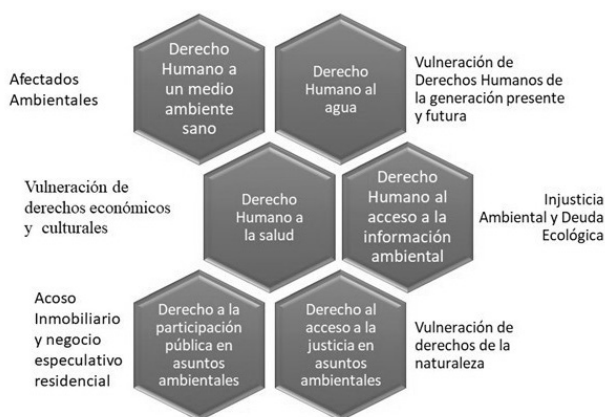 Afectados
Ambientales
Derecho
Humano a
un medio
ambiente
sano
Derecho
Humano al
agua
Vulneración de
Derechos Humanos de
la generación presente
y futura
Vulneración de
derechos económicos
y culturales
Derecho
Humano a
la salud
Derecho
Humano al
acceso a la
información
ambiental
Injusticia
Ambiental y Deuda
Ecológica
Acoso
Inmobiliario
y negocio
especulativo
residencial
Derecho a la
participación
pública en
asuntos
ambientales
Derecho al
acceso a la
justicia en
asuntos
ambientales
Vulneración de
derechos de la
naturaleza